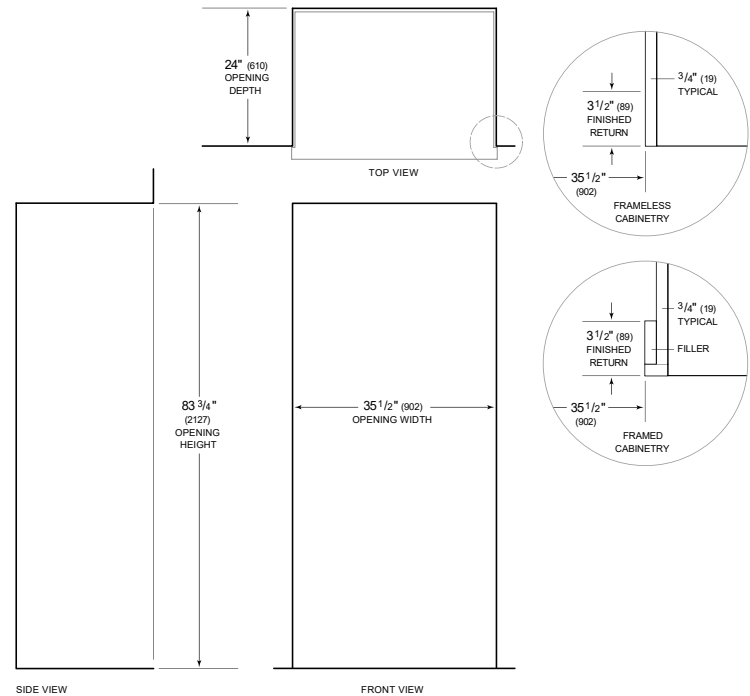 24" (610)
OPENING
DEPTH
TOP VIEW
3/4" (19)
TYPICAL
3 1/2" (89)
FINISHED
RETURN
35 1/2"
(902)
FRAMELESS
CABINETRY
3/4" (19)
TYPICAL
3 1/2" (89)
FINISHED
RETURN
FILLER
35 1/2"
(902)
FRAMED
CABINETRY
83 3/4"
(2127)
OPENING
HEIGHT
35 1/2" (902)
OPENING WIDTH
SIDE VIEW
FRONT VIEW